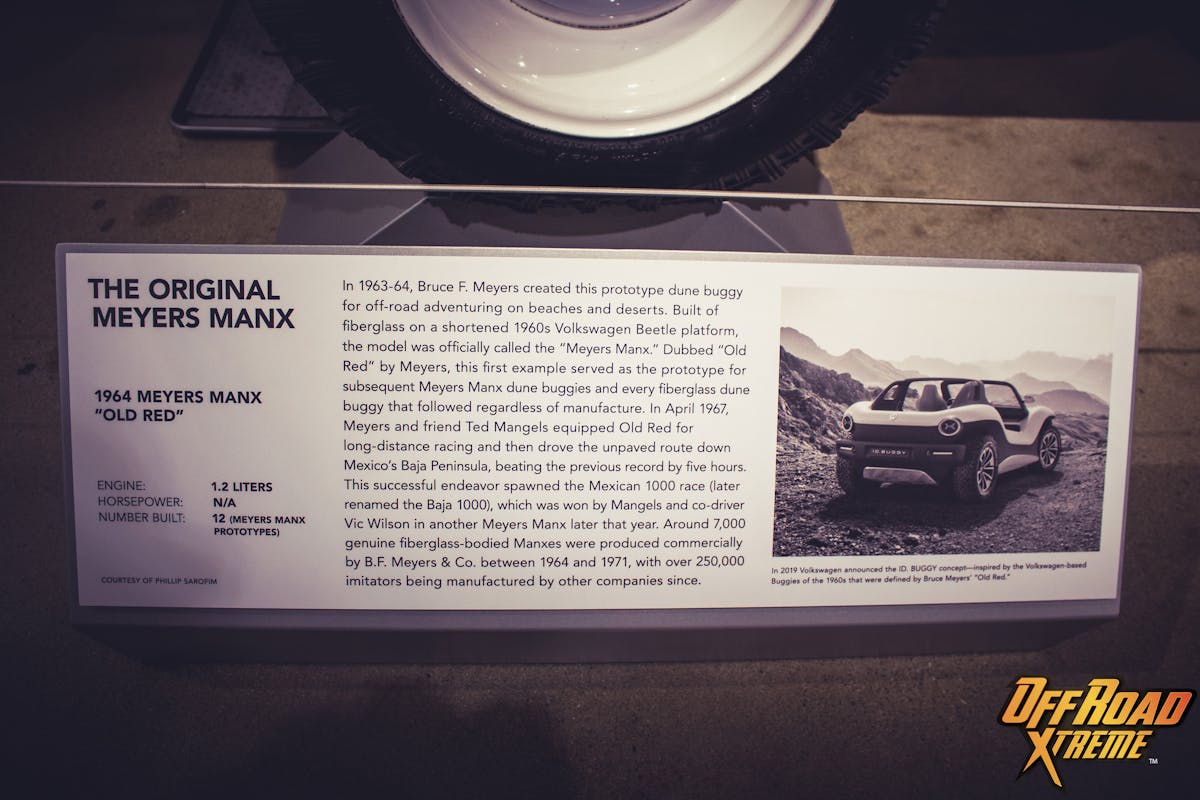 THE ORIGINAL
MEYERS MANX
1964 MEYERS MANX
"OLD RED"
ENGINE: 1.2 LITERS
HORSEPOWER: N/A
NUMBER BUILT: 12 (MEYERS MANX
PROTOTYPES)
COURTESY OF PHILLIP SAROFIM
In 1963-64, Bruce F. Meyers created this prototype dune buggy
for off-road adventuring on beaches and deserts. Built of
fiberglass on a shortened 1960s Volkswagen Beetle platform,
the model was officially called the "Meyers Manx." Dubbed "Old
Red" by Meyers, this first example served as the prototype for
subsequent Meyers Manx dune buggies and every fiberglass dune
buggy that followed regardless of manufacture. In April 1967,
Meyers and friend Ted Mangels equipped Old Red for
long-distance racing and then drove the unpaved route down
Mexico's Baja Peninsula, beating the previous record by five hours.
This successful endeavor spawned the Mexican 1000 race (later
renamed the Baja 1000), which was won by Mangels and co-driver
Vic Wilson in another Meyers Manx later that year. Around 7,000
genuine fiberglass-bodied Manxes were produced commercially
by B.F. Meyers & Co. between 1964 and 1971, with over 250,000
imitators being manufactured by other companies since.
ID.BUGGY
In 2019 Volkswagen announced the ID. BUGGY concept—inspired by the Volkswagen-based
Buggies of the 1960s that were defined by Bruce Meyers' "Old Red."
OFFROAD
XTREME
TM